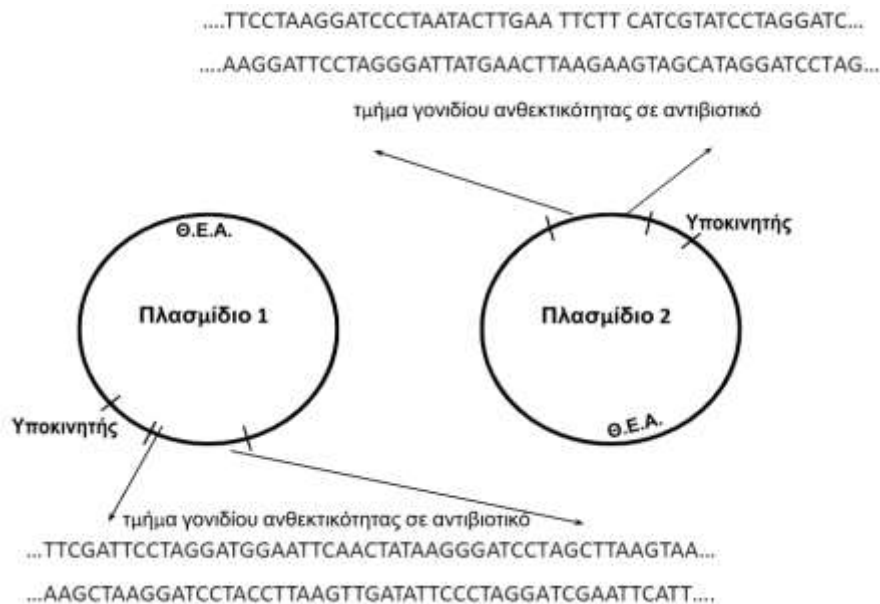 ....TTCCTAAGGATCCCTAATACTTGAA TTCTT CATCGTATCCTAGGATC...
....AAGGATTCCTAGGGATTATGAACTTAAGAAGTAGCATAGGATCCTAG...
τμήμα γονιδίου ανθεκτικότητας σε αντιβιοτικό
Θ.Ε.Α.
Υποκινητής
Πλασμίδιο 1
Πλασμίδιο 2
Υποκινητής
Θ.Ε.Α.
τμήμα γονιδίου ανθεκτικότητας σε αντιβιοτικό
...TTCGATTCCTAGGATGGAATTCAACTATAAGGGATCCTAGCTTAAGTAA...
...AAGCTAAGGATCCTACCTTAAGTTGATATTCCCTAGGATCGAATTCATT....